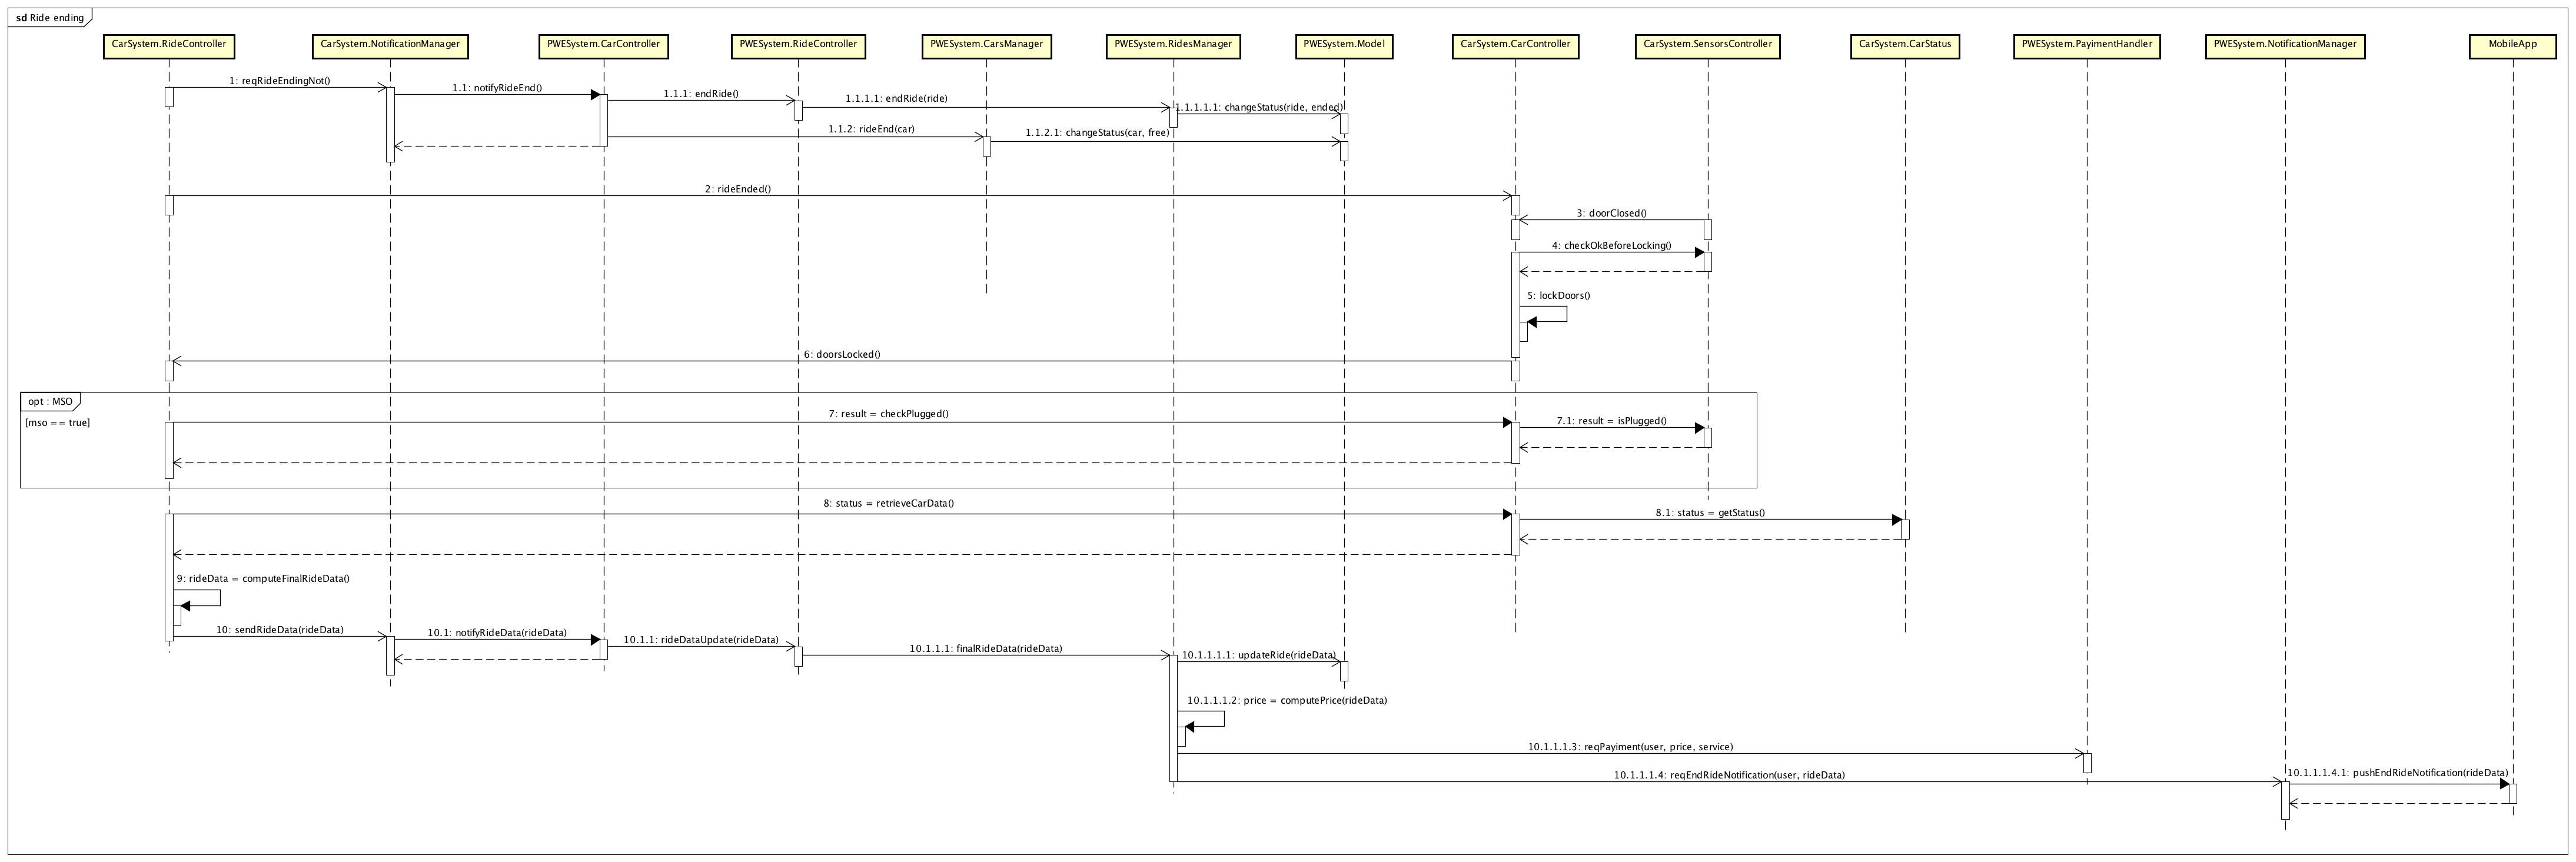 sd Ride ending
CarSystem.RideController
CarSystem.NotificationManager
PWESystem.CarController
PWESystem.RideController
PWESystem.CarsManager
PWESystem.RidesManager
PWESystem.Model
CarSystem.CarController
CarSystem.SensorsController
CarSystem.CarStatus
PWESystem.PayimentHandler
PWESystem.NotificationManager
MobileApp
1: reqRideEndingNot()
1.1: notifyRideEnd()
1.1.1: endRide()
1.1.1.1: endRide(ride)
1.1.1.1.1: changeStatus(ride, ended)
1.1.2: rideEnd(car)
1.1.2.1: changeStatus(car, free)
2: rideEnded()
3: doorClosed()
4: checkOkBeforeLocking()
5: lockDoors()
6: doorsLocked()
opt : MSO
[mso == true]
7: result = checkPlugged()
7.1: result = isPlugged()
8: status = retrieveCarData()
8.1: status = getStatus()
9: rideData = computeFinalRideData()
10: sendRideData(rideData)
10.1: notifyRideData(rideData)
10.1.1: rideDataUpdate(rideData)
10.1.1.1: finalRideData(rideData)
10.1.1.1.1: updateRide(rideData)
10.1.1.1.2: price = computePrice(rideData)
10.1.1.1.3: reqPayiment(user, price, service)
10.1.1.1.4: reqEndRideNotification(user, rideData)
10.1.1.1.4.1: pushEndRideNotification(rideData)